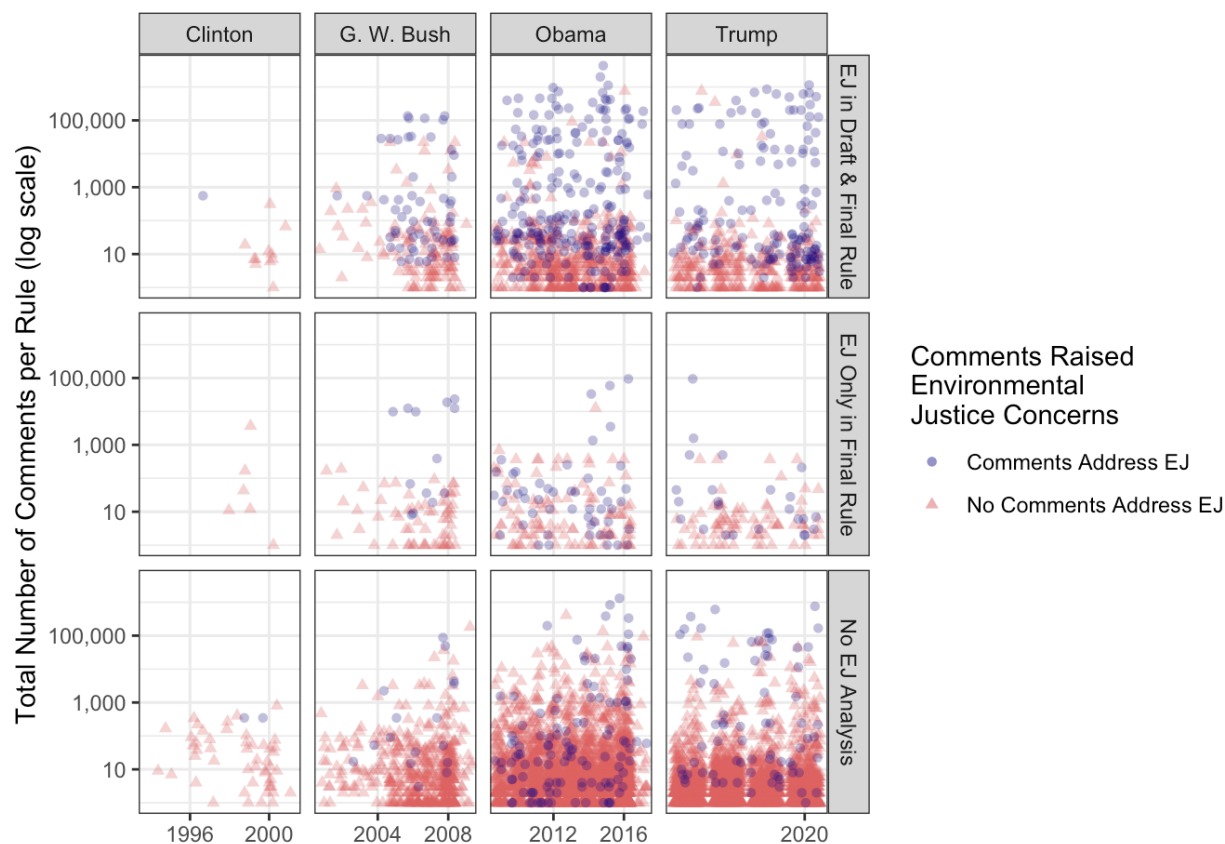 Clinton
G. W. Bush
Obama
Trump
Total Number of Comments per Rule (log scale)
100,000
1,000
10
EJ in Draft & Final Rule
100,000
1,000
10
EJ Only in Final Rule
100,000
1,000
10
No EJ Analysis
1996
2000
2004
2008
2012
2016
2020
Comments Raised
Environmental
Justice Concerns
Comments Address EJ
No Comments Address EJ